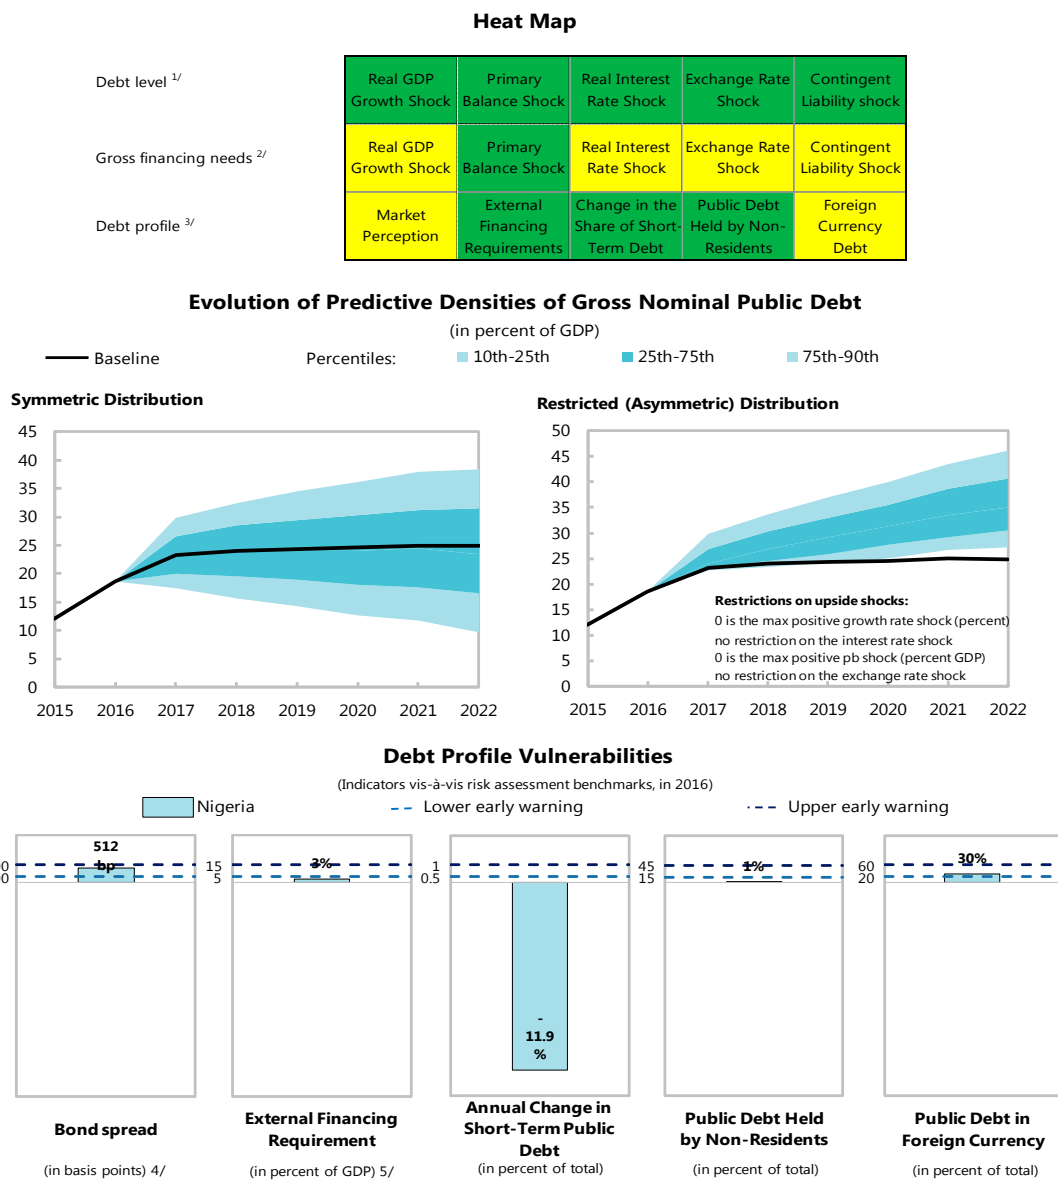 Heat Map
Debt level 1/
Real GDP Growth Shock
Primary Balance Shock
Real Interest Rate Shock
Exchange Rate Shock
Contingent Liability shock
Gross financing needs 2/
Real GDP Growth Shock
Primary Balance Shock
Real Interest Rate Shock
Exchange Rate Shock
Contingent Liability Shock
Debt profile 3/
Market Perception
External Financing Requirements
Change in the Share of Short-Term Debt
Public Debt Held by Non-Residents
Foreign Currency Debt
Evolution of Predictive Densities of Gross Nominal Public Debt
(in percent of GDP)
Baseline
Percentiles:
10th-25th
25th-75th
75th-90th
Symmetric Distribution
45
40
35
30
25
20
15
10
5
0
2015 2016 2017 2018 2019 2020 2021 2022
Restricted (Asymmetric) Distribution
50
45
40
35
30
25
20
15
10
5
0
Restrictions on upside shocks:
0 is the max positive growth rate shock (percent)
no restriction on the interest rate shock
0 is the max positive pb shock (percent GDP)
no restriction on the exchange rate shock
2015 2016 2017 2018 2019 2020 2021 2022
Debt Profile Vulnerabilities
(Indicators vis-à-vis risk assessment benchmarks, in 2016)
Nigeria
Lower early warning
Upper early warning
512
bp
15
5
3%
1
0.5
-
11.9
%
45
15
1%
60
20
30%
Bond spread
(in basis points) 4/
External Financing
Requirement
(in percent of GDP) 5/
Annual Change in
Short-Term Public
Debt
(in percent of total)
Public Debt Held
by Non-Residents
(in percent of total)
Public Debt in
Foreign Currency
(in percent of total)